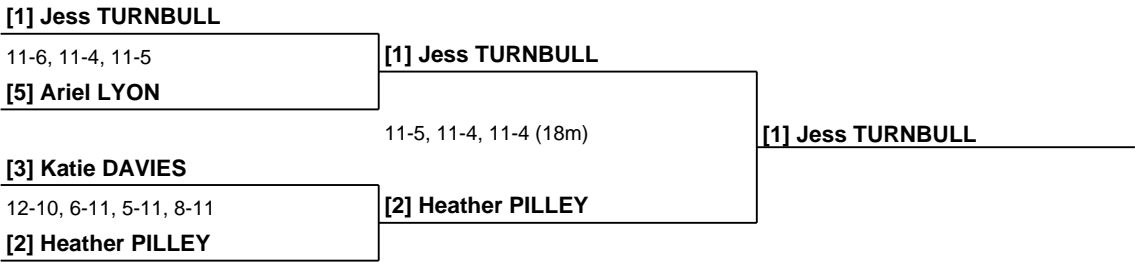 [1] Jess TURNBULL
11-6, 11-4, 11-5
[5] Ariel LYON
[1] Jess TURNBULL
11-5, 11-4, 11-4 (18m)
[1] Jess TURNBULL
[3] Katie DAVIES
12-10, 6-11, 5-11, 8-11
[2] Heather PILLEY
[2] Heather PILLEY